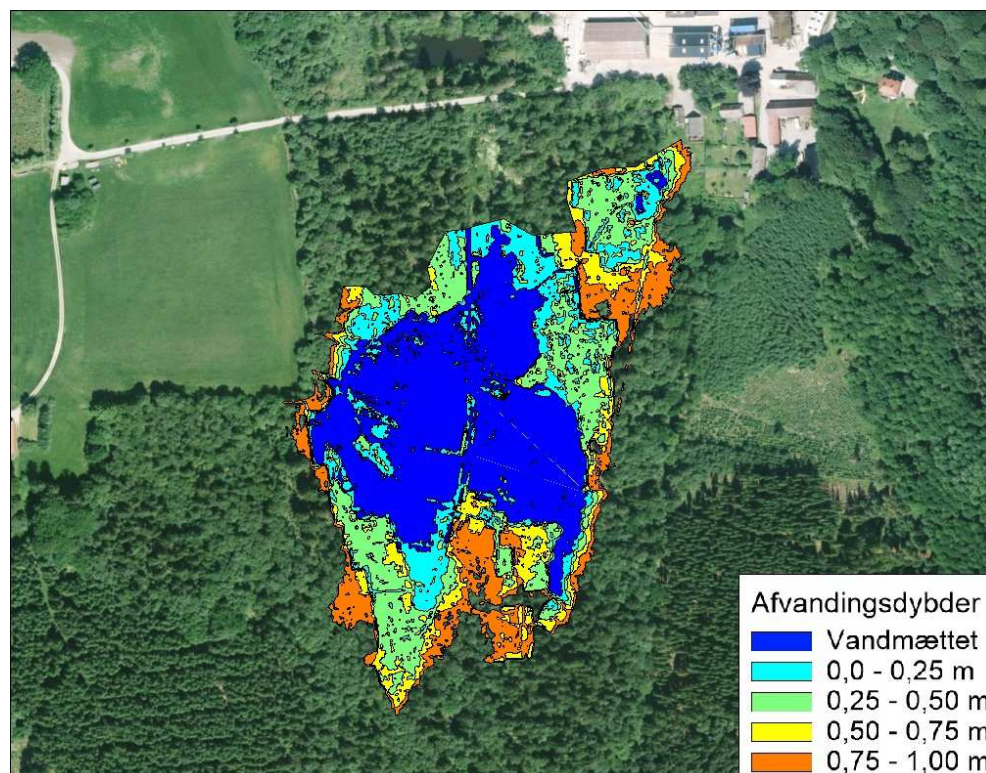 Afvandingsdybder
Vandmættet
0,0 - 0,25 m
0,25 - 0,50 m
0,50 - 0,75 m
0,75 - 1,00 m